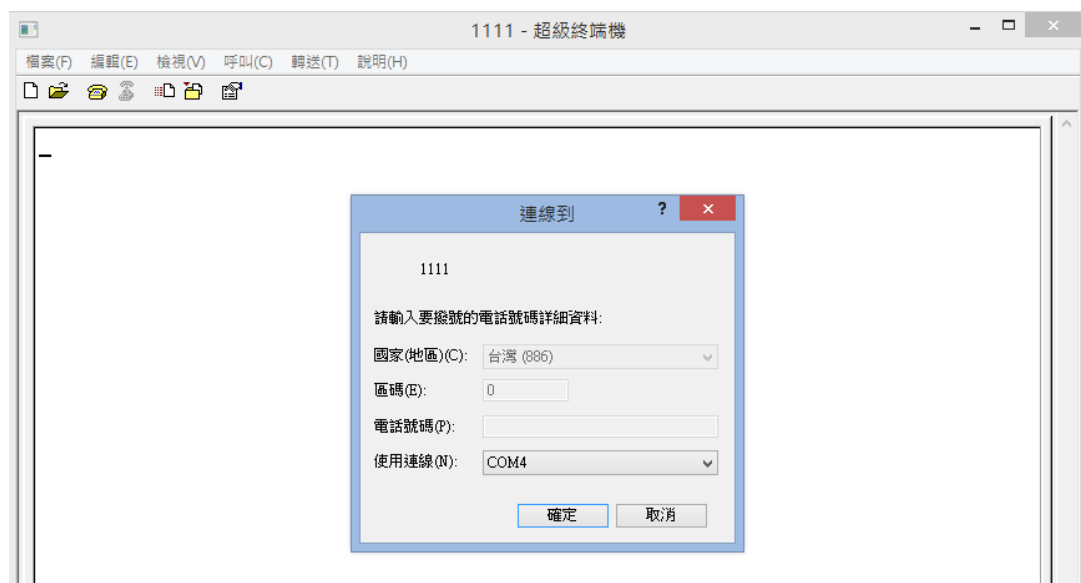 1111 - 超級終端機
檔案(F) 編輯(E) 檢視(V) 呼叫(C) 轉送(T) 說明(H)
連線到
1111
請輸入要撥號的電話號碼詳細資料:
國家(地區)(C): 台灣 (886)
區碼(E): 0
電話號碼(P):
使用連線(N): COM4
確定 取消